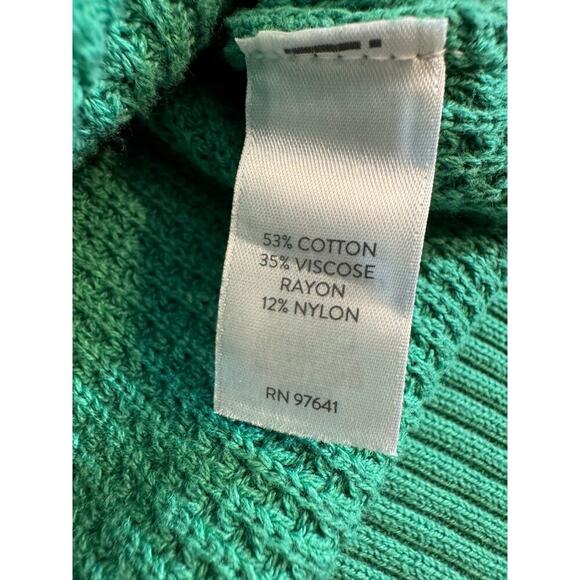 53% COTTON
35% VISCOSE
RAYON
12% NYLON
RN 97641